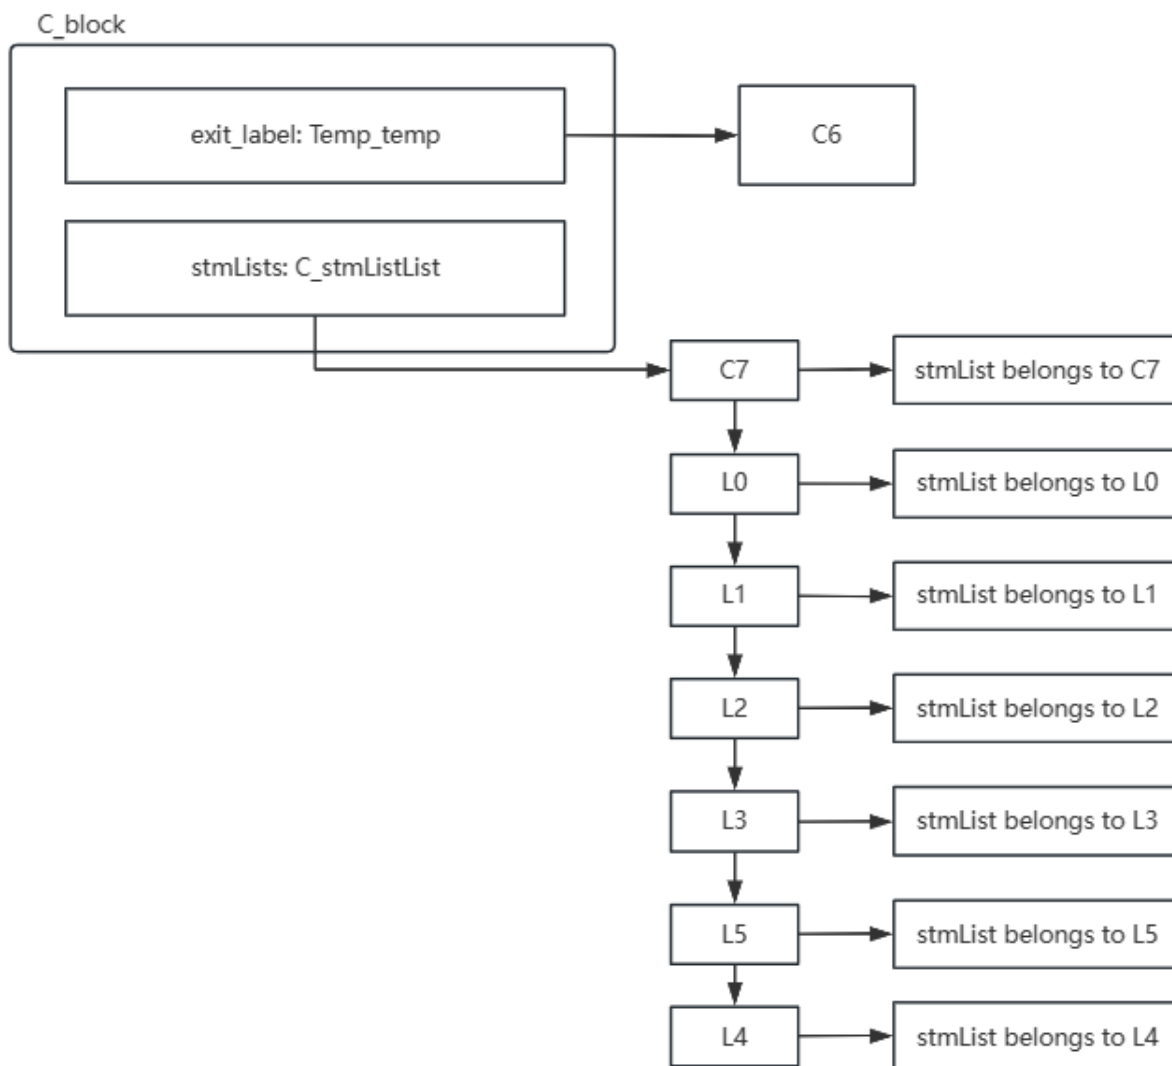 C_block
exit_label: Temp_temp
C6
stmLists: C_stmListList
C7
stmList belongs to C7
L0
stmList belongs to L0
L1
stmList belongs to L1
L2
stmList belongs to L2
L3
stmList belongs to L3
L5
stmList belongs to L5
L4
stmList belongs to L4